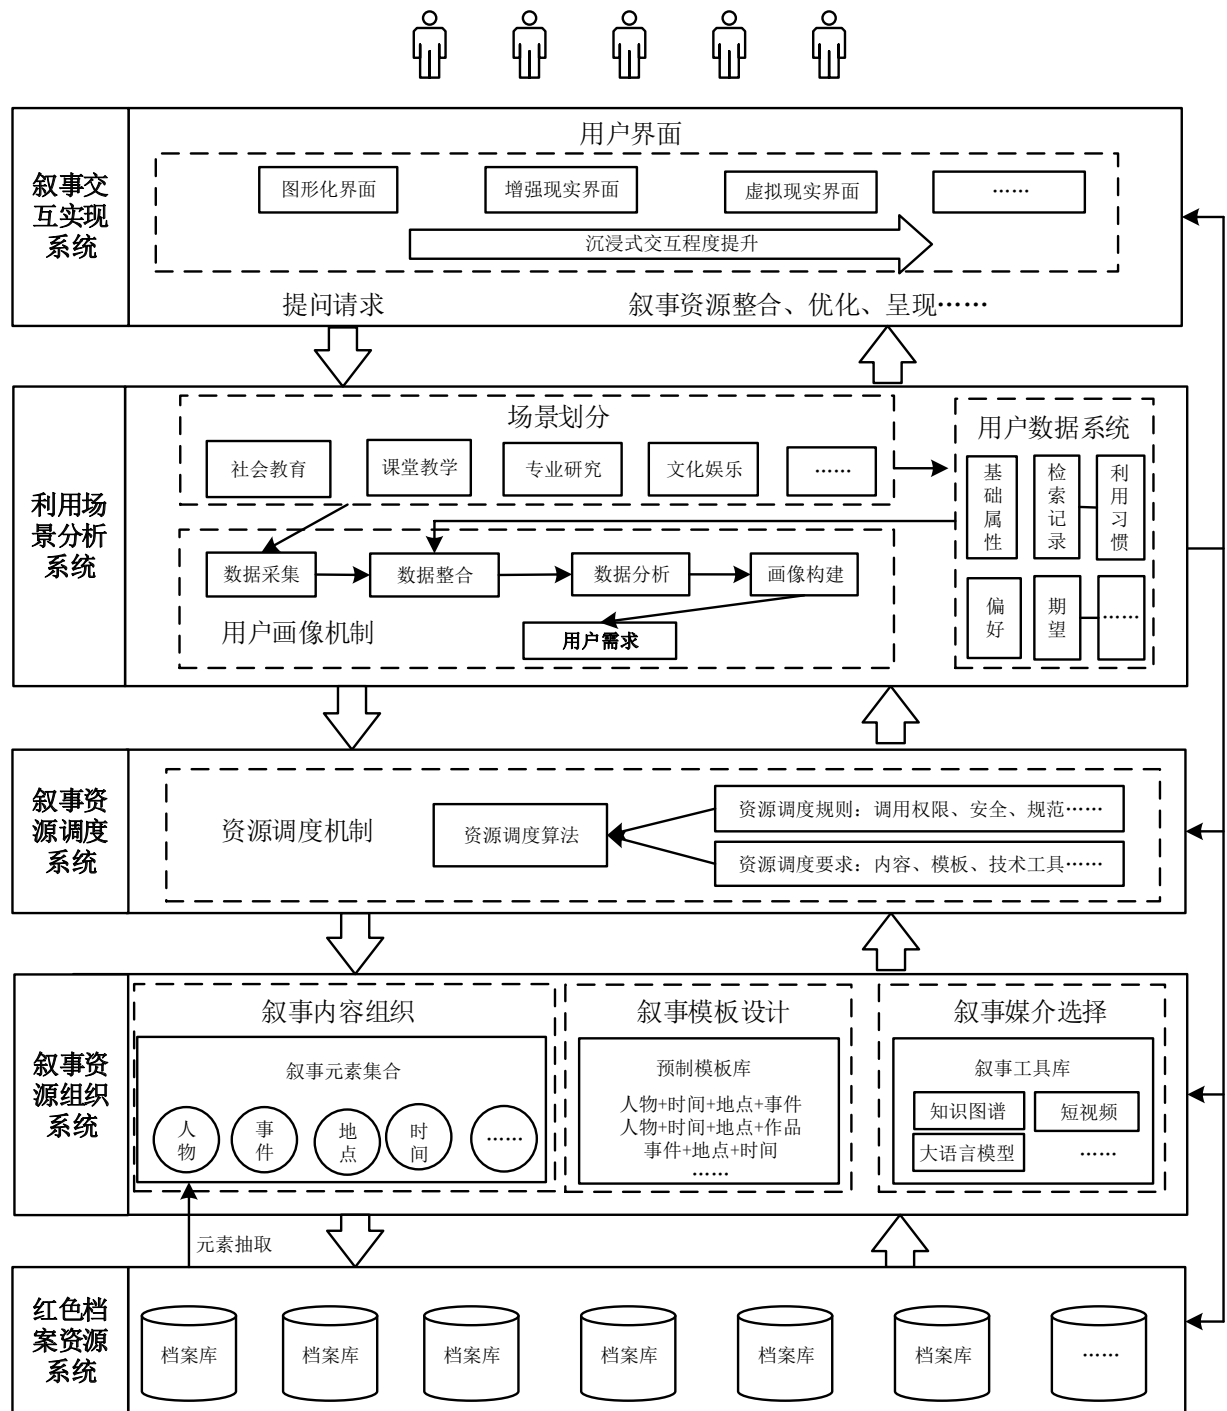 叙事交
互实现
系统
用户界面
图形化界面
增强现实界面
虚拟现实界面
……
沉浸式交互程度提升
提问请求
叙事资源整合、优化、呈现……
利用场
景分析
系统
场景划分
社会教育
课堂教学
专业研究
文化娱乐
……
用户数据系统
基础属性
检索记录
利用习惯
偏好
期望
……
数据采集
数据整合
数据分析
画像构建
用户画像机制
用户需求
叙事资
源调度
系统
资源调度机制
资源调度算法
资源调度规则：调用权限、安全、规范……
资源调度要求：内容、模板、技术工具……
叙事资
源组织
系统
叙事内容组织
叙事元素集合
人物
事件
地点
时间
……
叙事模板设计
预制模板库
人物+时间+地点+事件
人物+时间+地点+作品
事件+地点+时间
……
叙事媒介选择
叙事工具库
知识图谱
短视频
大语言模型
……
元素抽取
红色档
案资源
系统
档案库
档案库
档案库
档案库
档案库
档案库
……